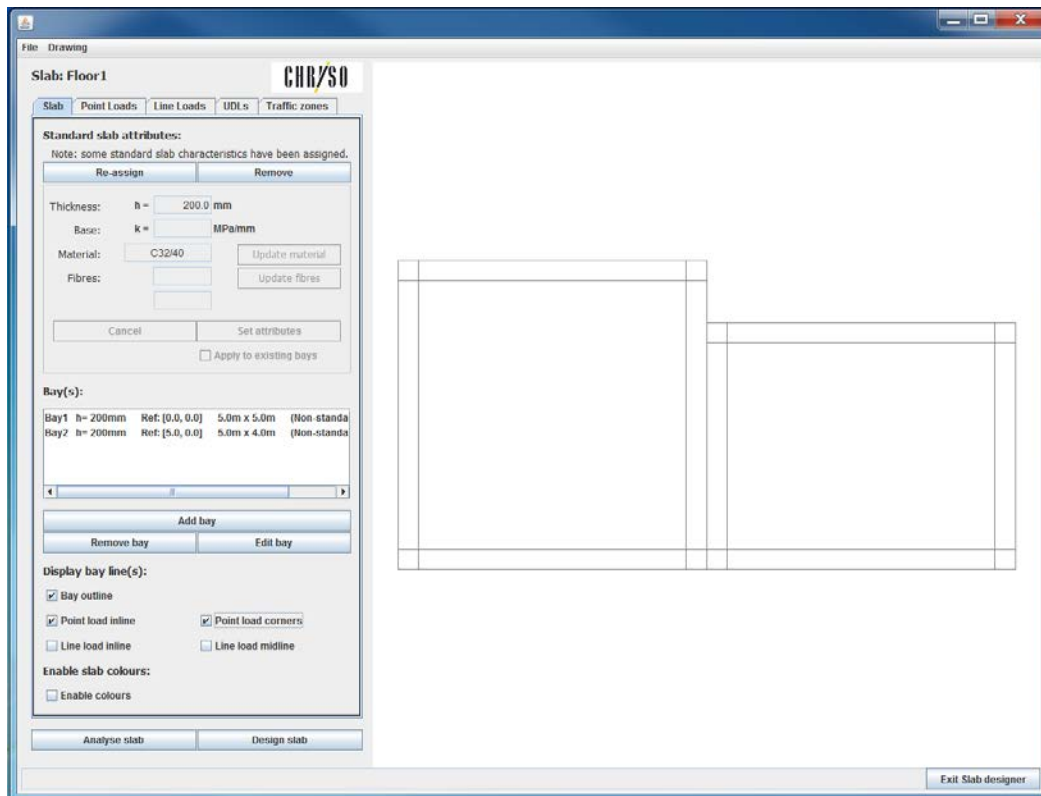 File Drawing
Slab: Floor1
CHRYSO
Slab Point Loads Line Loads UDLs Traffic zones
Standard slab attributes:
Note: some standard slab characteristics have been assigned.
Re-assign Remove
Thickness: h = 200.0 mm
Base: k = MPa/mm
Material: C32/40 Update material
Fibres: Update fibres
Cancel Set attributes
Apply to existing bays
Bay(s):
Bay1 h= 200mm Ref: [0.0, 0.0] 5.0m x 5.0m (Non-standa
Bay2 h= 200mm Ref: [5.0, 0.0] 5.0m x 4.0m (Non-standa
Add bay
Remove bay Edit bay
Display bay line(s):
Bay outline
Point load inline Point load corners
Line load inline Line load midline
Enable slab colours:
Enable colours
Analyse slab Design slab
Exit Slab designer